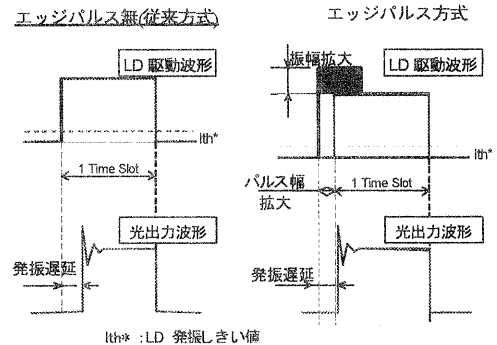 エッジパルス無(従来方式)
LD 駆動波形
Ith*
1 Time Slot
光出力波形
発振遅延
エッジパルス方式
振幅拡大
LD 駆動波形
Ith*
パルス幅
拡大
1 Time Slot
光出力波形
発振遅延
Ith* :LD 発振しきい値